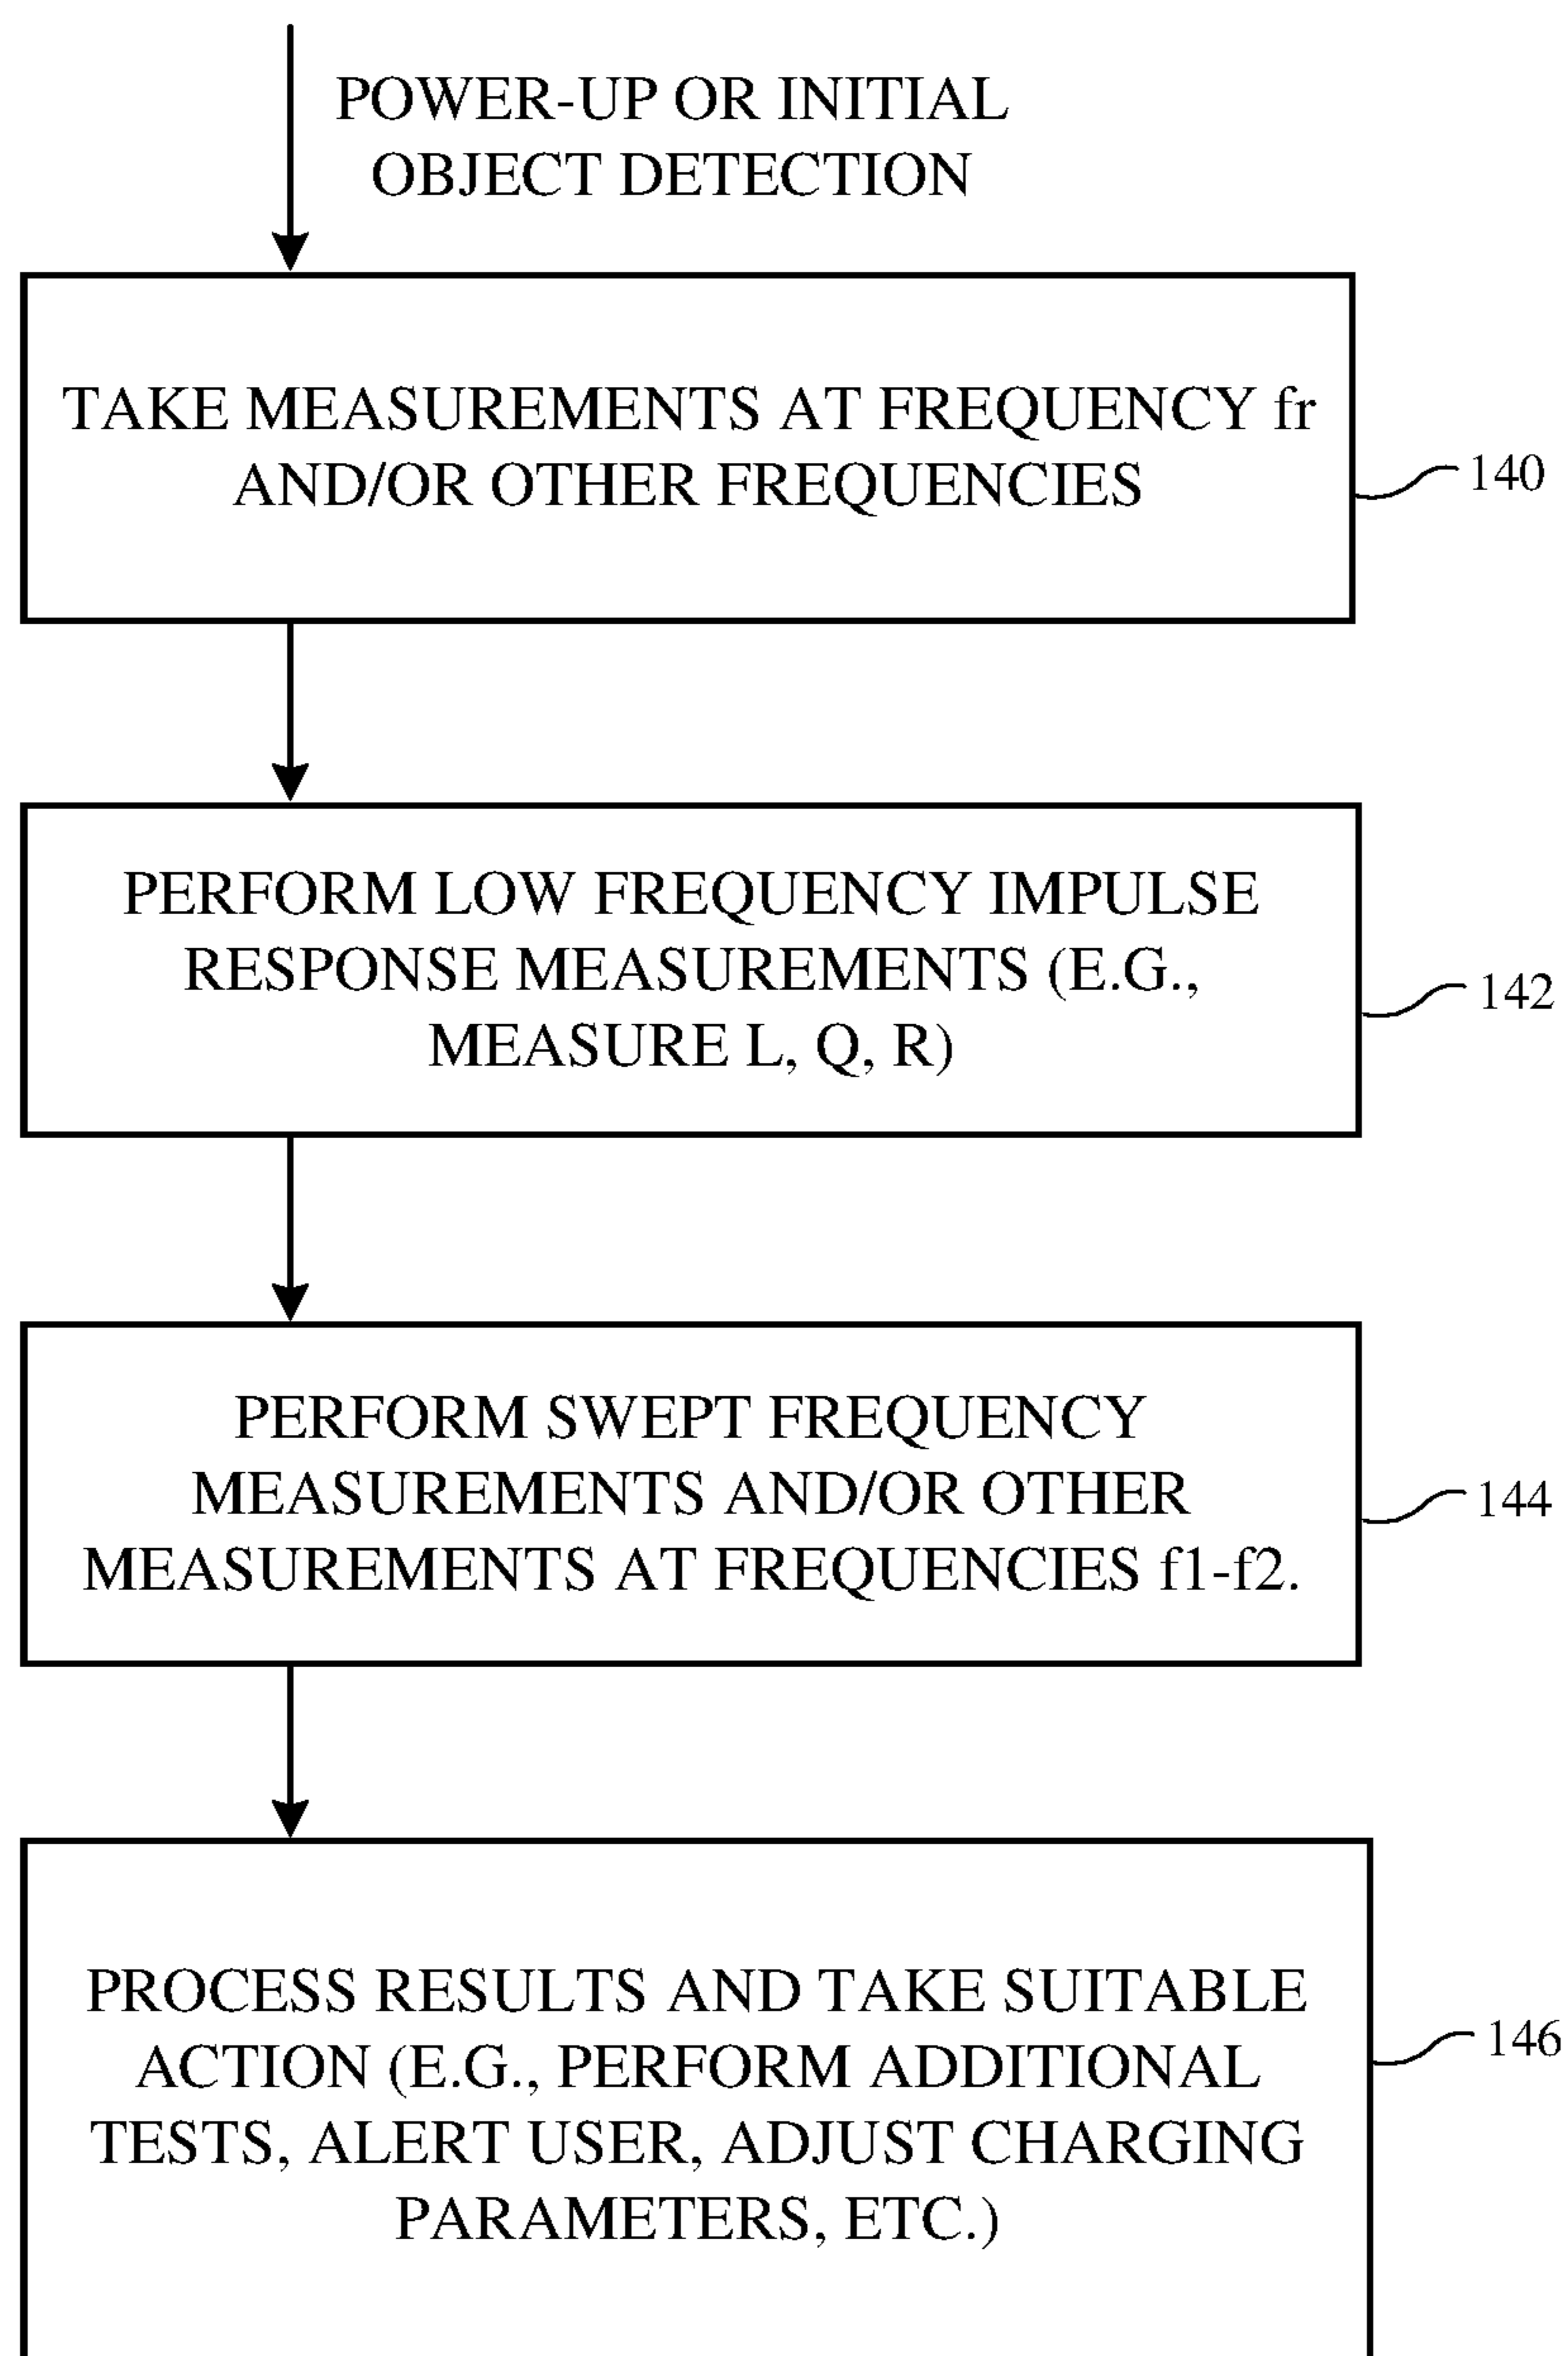 POWER-UP OR INITIAL
OBJECT DETECTION
TAKE MEASUREMENTS AT FREQUENCY fr
AND/OR OTHER FREQUENCIES
140
PERFORM LOW FREQUENCY IMPULSE
RESPONSE MEASUREMENTS (E.G.,
MEASURE L, Q, R)
142
PERFORM SWEPT FREQUENCY
MEASUREMENTS AND/OR OTHER
MEASUREMENTS AT FREQUENCIES f1-f2.
144
PROCESS RESULTS AND TAKE SUITABLE
ACTION (E.G., PERFORM ADDITIONAL
TESTS, ALERT USER, ADJUST CHARGING
PARAMETERS, ETC.)
146